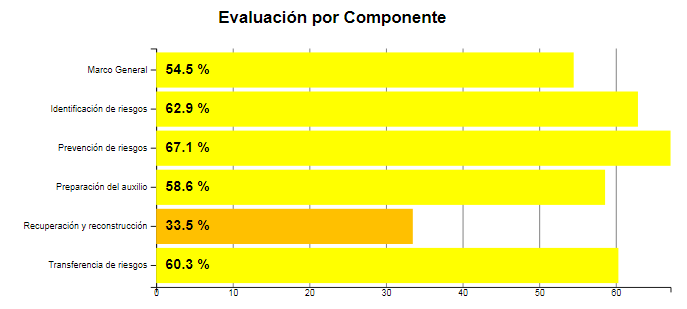 Evaluación por Componente
Marco General 54.5 %
Identificación de riesgos 62.9 %
Prevención de riesgos 67.1 %
Preparación del auxilio 58.6 %
Recuperación y reconstrucción 33.5 %
Transferencia de riesgos 60.3 %
0 10 20 30 40 50 60